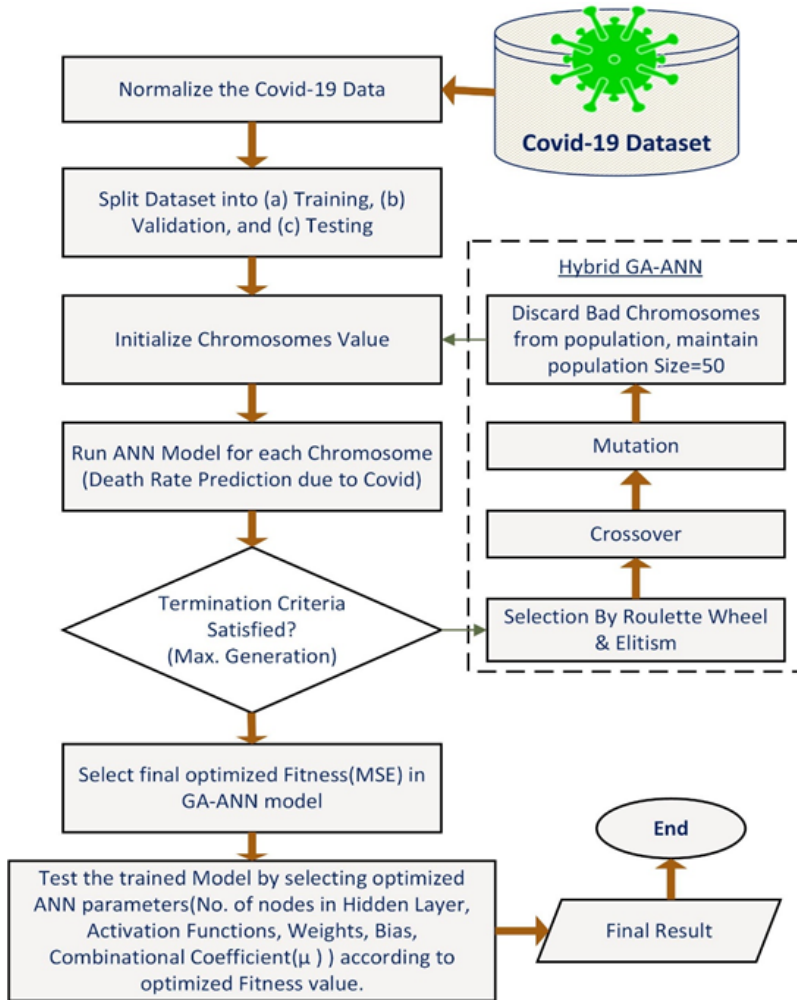 Covid-19 Dataset
Normalize the Covid-19 Data
Split Dataset into (a) Training, (b)
Validation, and (c) Testing
Initialize Chromosomes Value
Run ANN Model for each Chromosome
(Death Rate Prediction due to Covid)
Termination Criteria
Satisfied?
(Max. Generation)
Hybrid GA-ANN
Discard Bad Chromosomes
from population, maintain
population Size=50
Mutation
Crossover
Selection By Roulette Wheel
& Elitism
Select final optimized Fitness(MSE) in
GA-ANN model
Test the trained Model by selecting optimized
ANN parameters(No. of nodes in Hidden Layer,
Activation Functions, Weights, Bias,
Combinational Coefficient(μ ) ) according to
optimized Fitness value.
Final Result
End